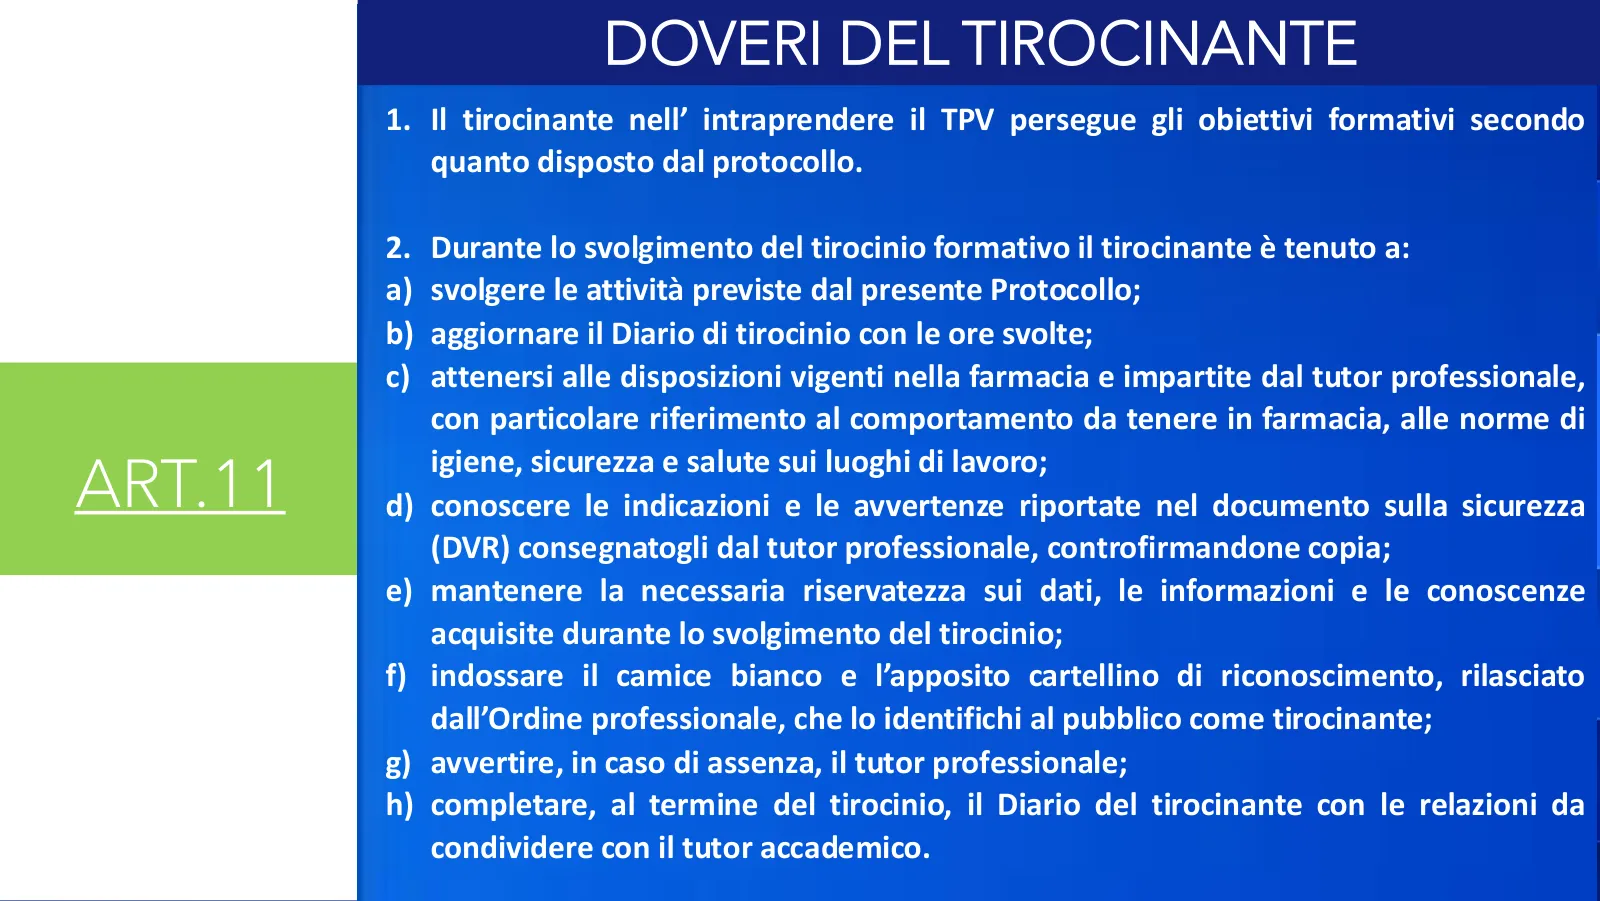 DOVERI DEL TIROCINANTE
ART.11
1. Il tirocinante nell’ intraprendere il TPV persegue gli obiettivi formativi secondo
quanto disposto dal protocollo.
2. Durante lo svolgimento del tirocinio formativo il tirocinante è tenuto a:
a) svolgere le attività previste dal presente Protocollo;
b) aggiornare il Diario di tirocinio con le ore svolte;
c) attenersi alle disposizioni vigenti nella farmacia e impartite dal tutor professionale,
con particolare riferimento al comportamento da tenere in farmacia, alle norme di
igiene, sicurezza e salute sui luoghi di lavoro;
d) conoscere le indicazioni e le avvertenze riportate nel documento sulla sicurezza
(DVR) consegnatogli dal tutor professionale, controfirmandone copia;
e) mantenere la necessaria riservatezza sui dati, le informazioni e le conoscenze
acquisite durante lo svolgimento del tirocinio;
f) indossare il camice bianco e l’apposito cartellino di riconoscimento, rilasciato
dall’Ordine professionale, che lo identifichi al pubblico come tirocinante;
g) avvertire, in caso di assenza, il tutor professionale;
h) completare, al termine del tirocinio, il Diario del tirocinante con le relazioni da
condividere con il tutor accademico.